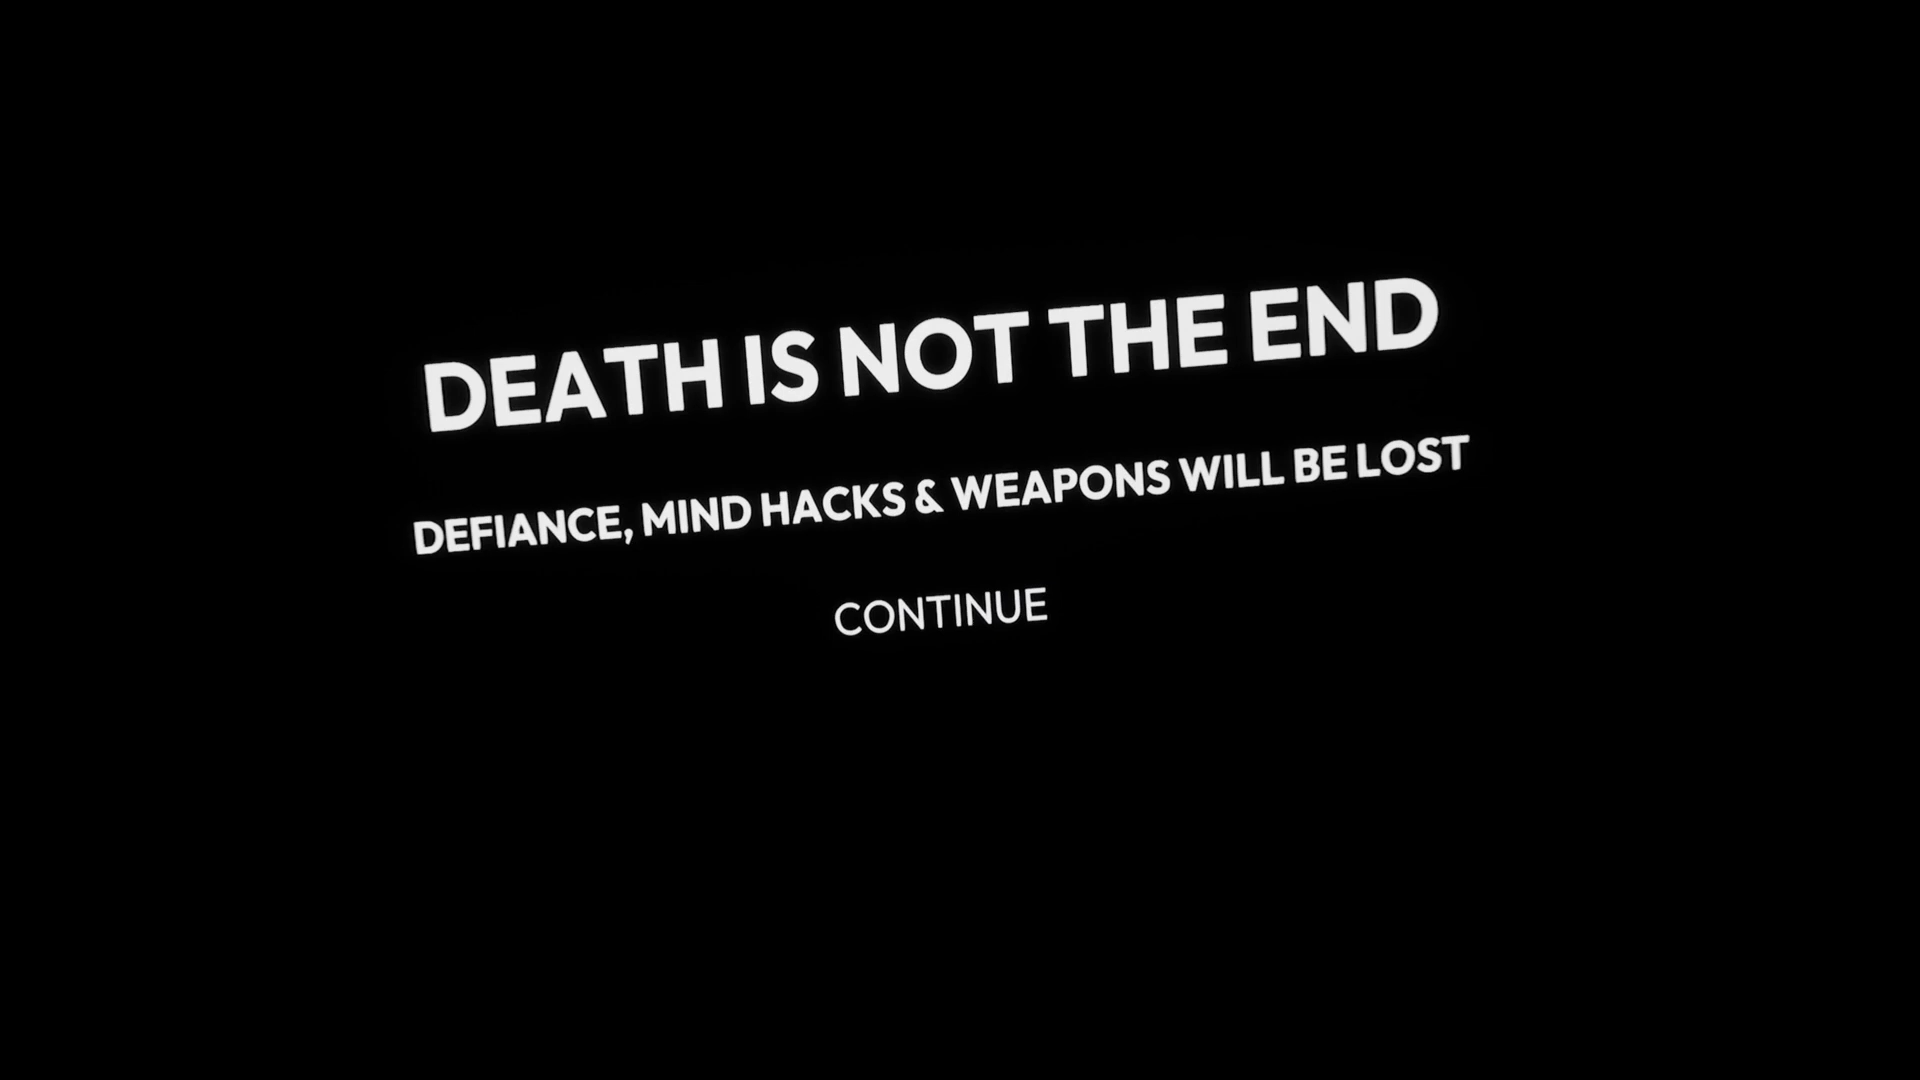 DEATH IS NOT THE END
DEFIANCE, MIND HACKS & WEAPONS WILL BE LOST
CONTINUE